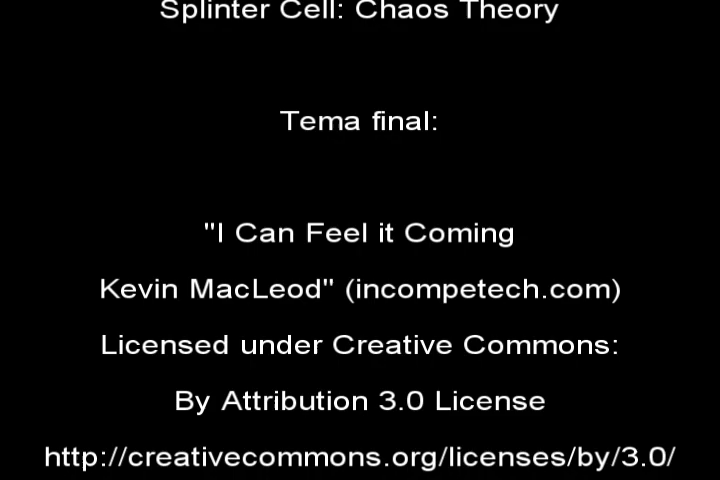 Splinter Cell: Chaos Theory
Tema final:
"I Can Feel it Coming
Kevin MacLeod" (incompetech.com)
Licensed under Creative Commons:
By Attribution 3.0 License
http://creativecommons.org/licenses/by/3.0/